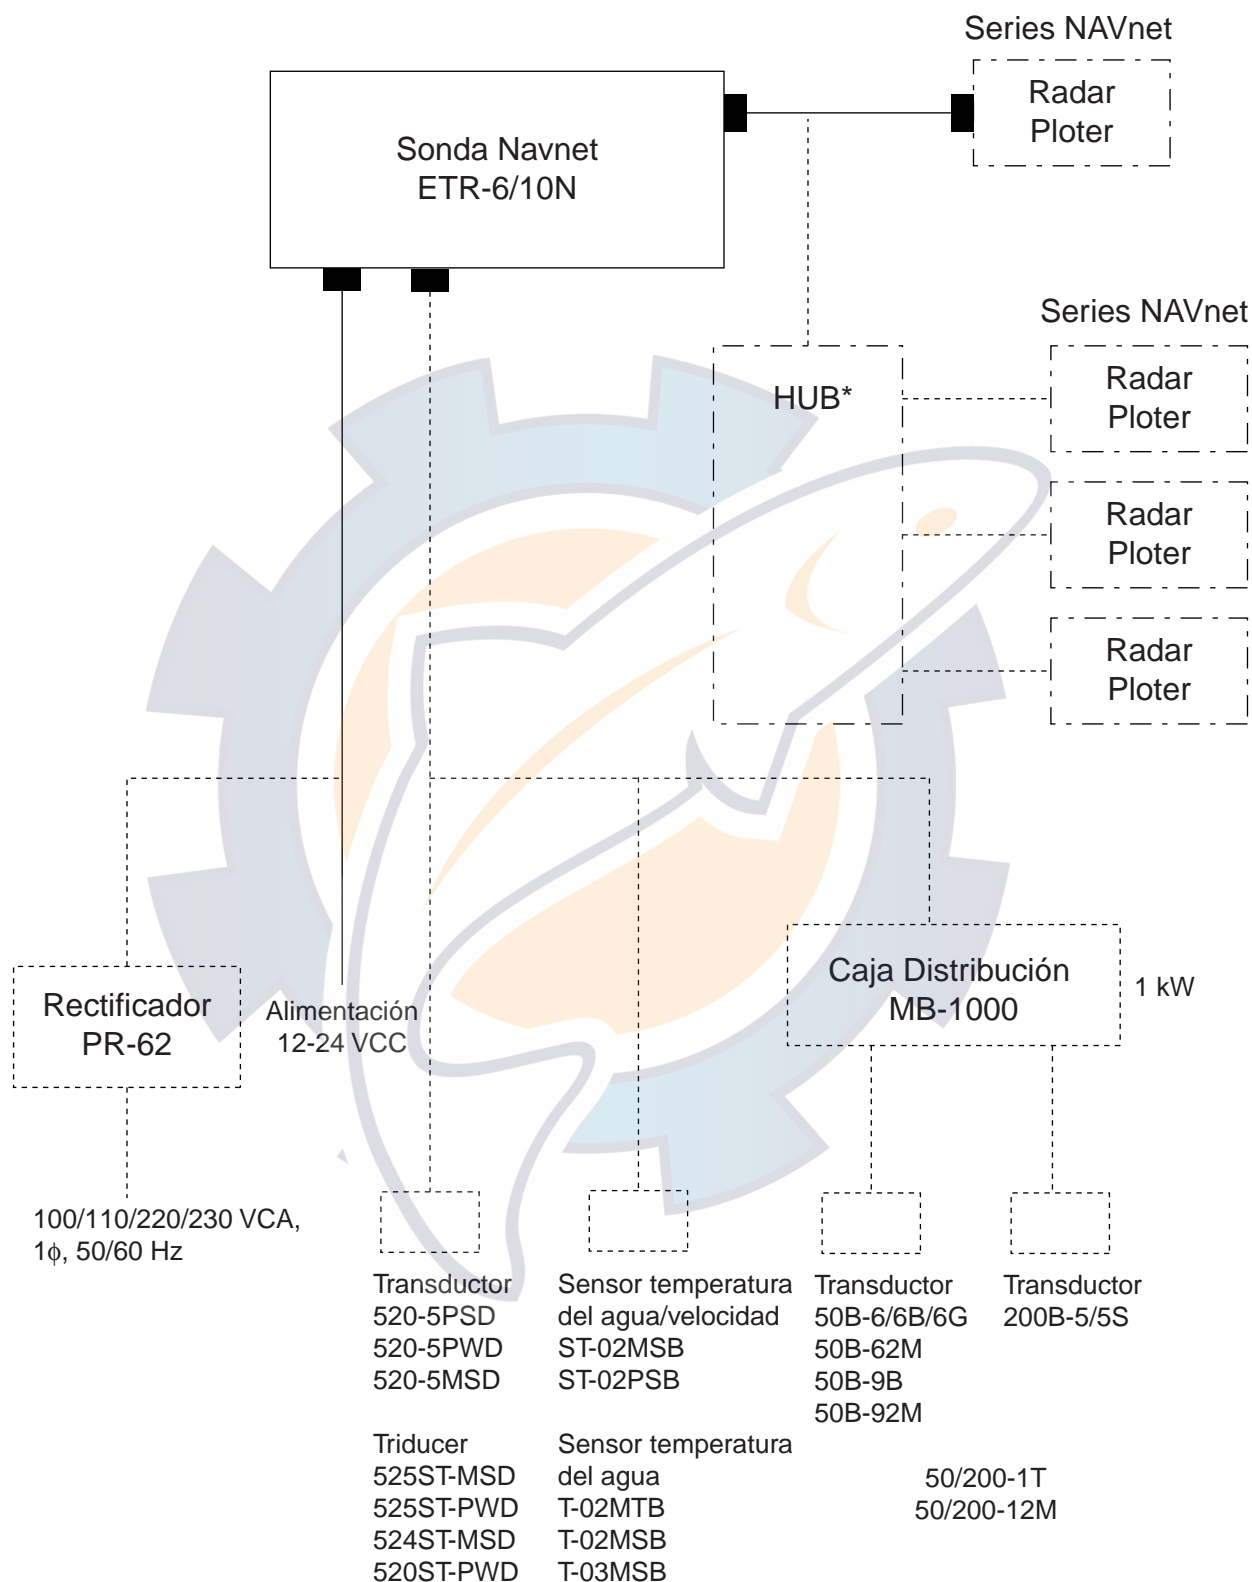 Series NAVnet
Radar
Ploter
Sonda Navnet
ETR-6/10N
Series NAVnet
HUB*
Radar
Ploter
Radar
Ploter
Radar
Ploter
Rectificador
PR-62
Alimentación
12-24 VCC
Caja Distribución
MB-1000
1 kW
100/110/220/230 VCA,
1ϕ, 50/60 Hz
Transductor
520-5PSD
520-5PWD
520-5MSD
Sensor temperatura
del agua/velocidad
ST-02MSB
ST-02PSB
Transductor
50B-6/6B/6G
50B-62M
50B-9B
50B-92M
Transductor
200B-5/5S
Triducer
525ST-MSD
525ST-PWD
524ST-MSD
520ST-PWD
Sensor temperatura
del agua
T-02MTB
T-02MSB
T-03MSB
50/200-1T
50/200-12M